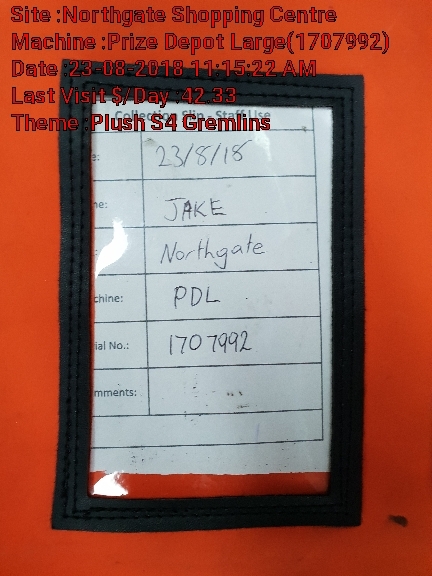 Site :Northgate Shopping Centre
Machine :Prize Depot Large(1707992)
Date :23-08-2018 11:15:22 AM
Last Visit $/Day :42.33
Theme :Plush S4 Gremlins
Collection Slip - Staff Use
e: 23/8/18
me: JAKE
: Northgate
chine: PDL
ial No.: 1707992
mments: